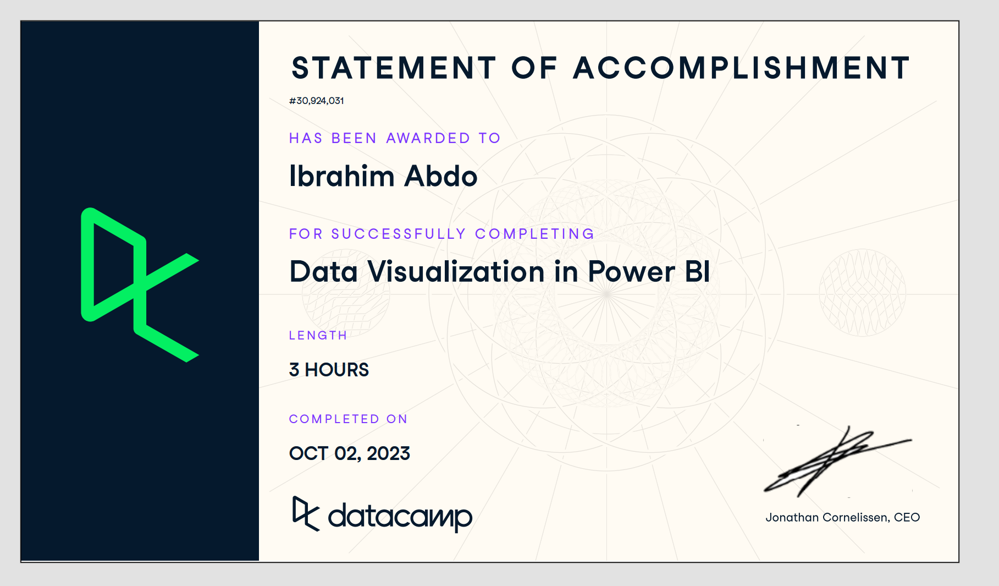 STATEMENT OF ACCOMPLISHMENT
#30,924,031
HAS BEEN AWARDED TO
Ibrahim Abdo
FOR SUCCESSFULLY COMPLETING
Data Visualization in Power BI
LENGTH
3 HOURS
COMPLETED ON
OCT 02, 2023
datacamp
Jonathan Cornelissen, CEO